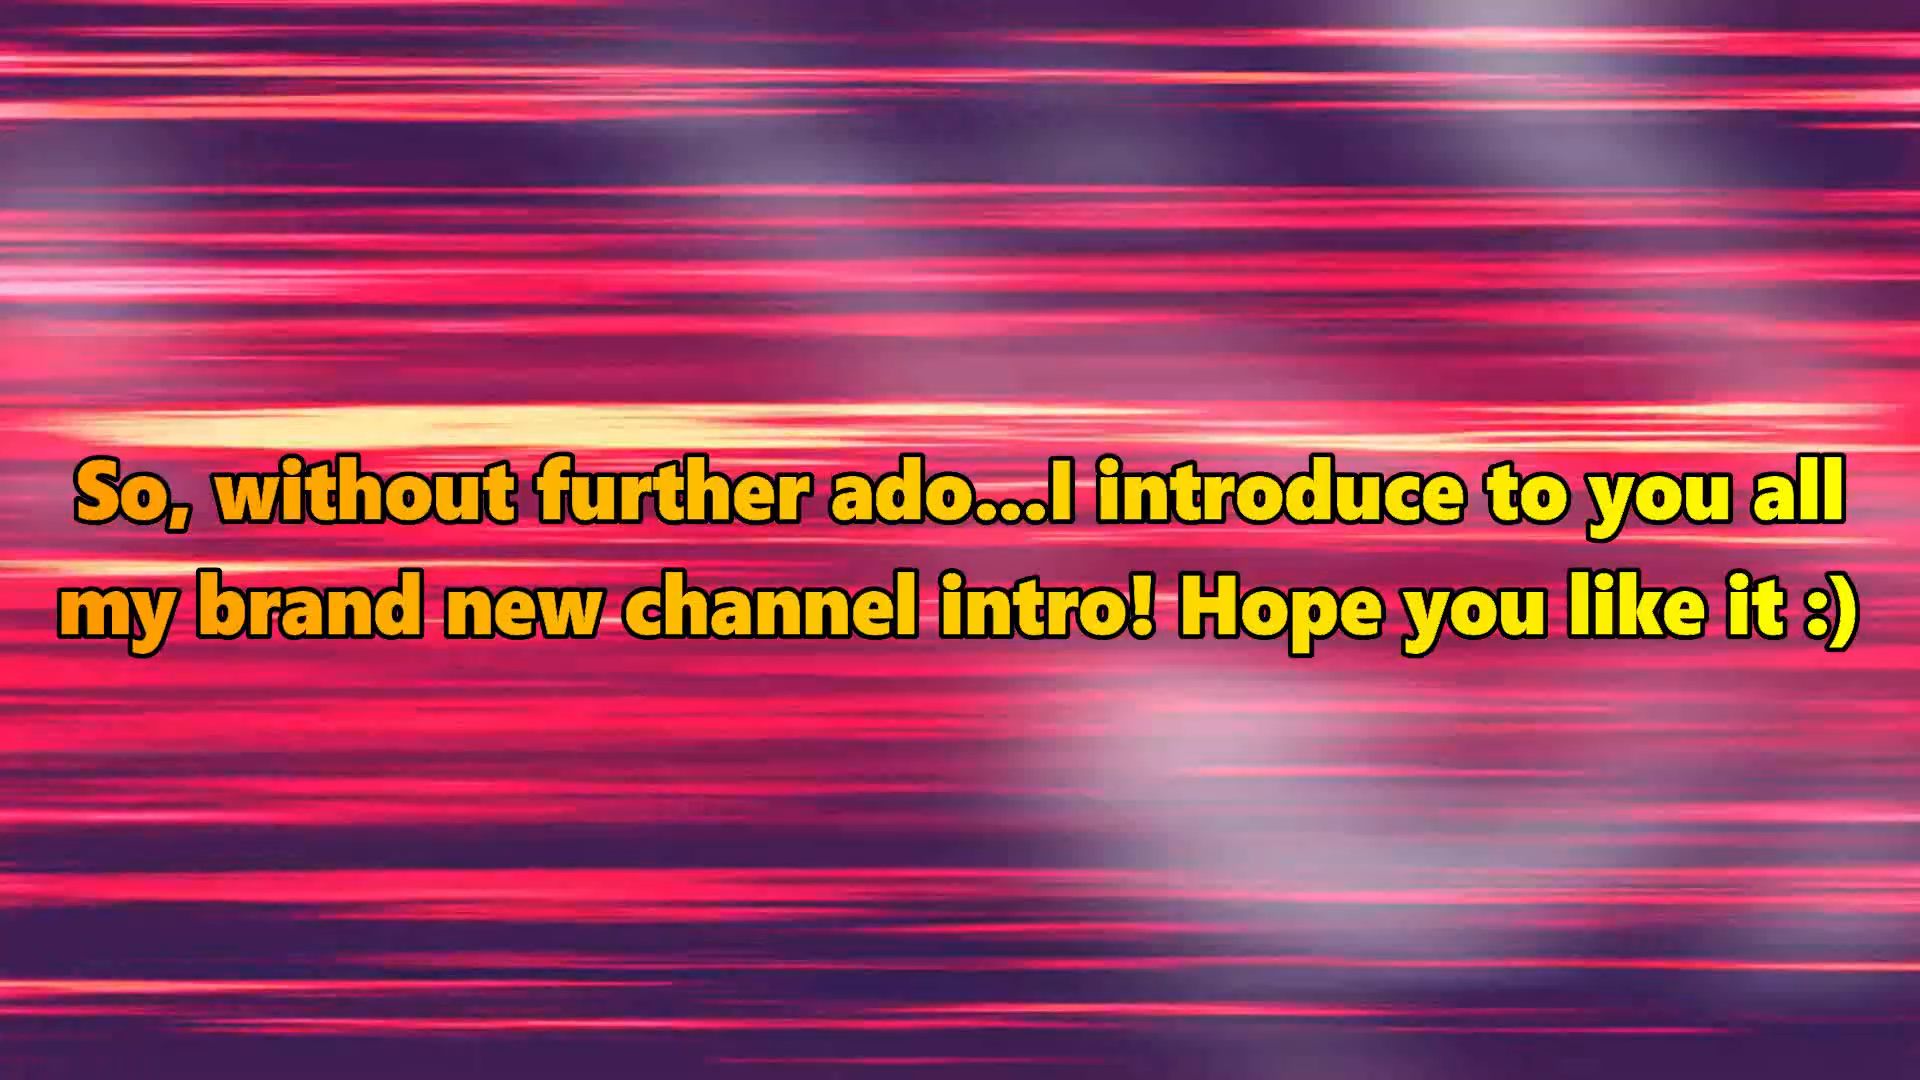 So, without further ado...I introduce to you all
my brand new channel intro! Hope you like it :)